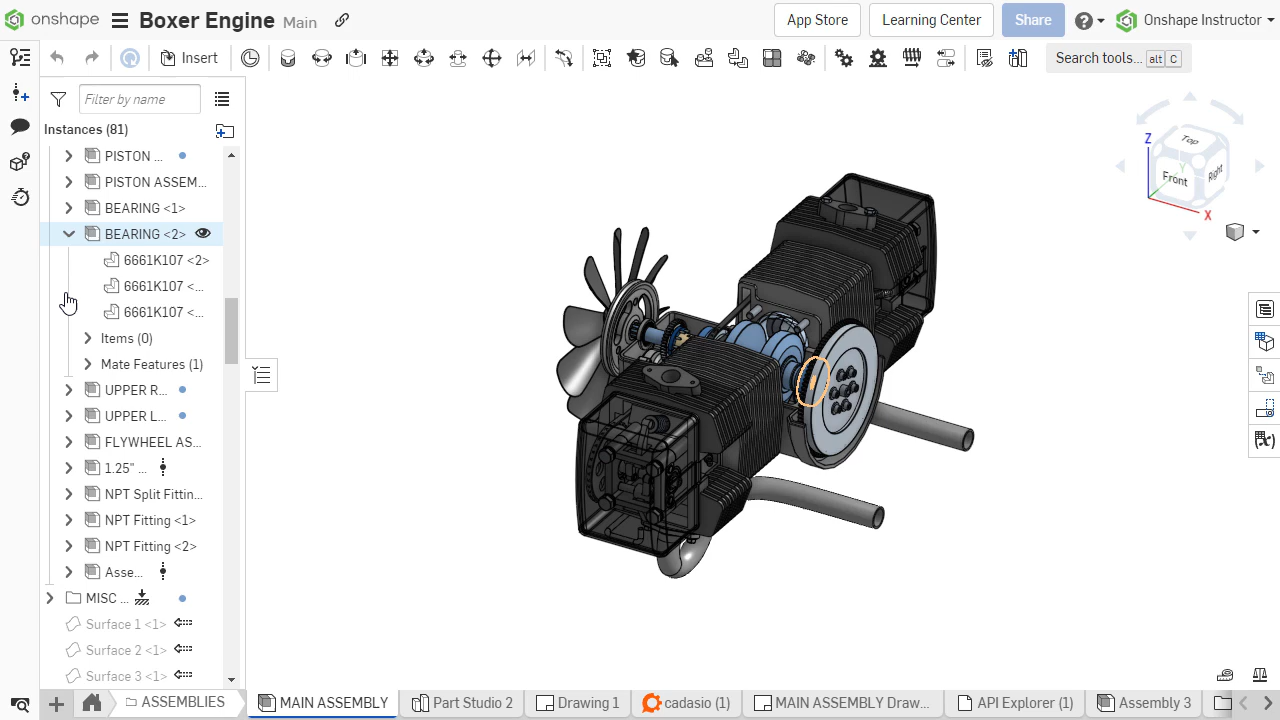 onshape Boxer Engine Main App Store Learning Center Share Onshape Instructor
Insert Search tools... alt C
Filter by name
Instances (81)
PISTON ...
PISTON ASSEM...
BEARING <1>
BEARING <2>
6661K107 <2>
6661K107 <...
6661K107 <...
Items (0)
Mate Features (1)
UPPER R...
UPPER L...
FLYWHEEL AS...
1.25" ...
NPT Split Fittin...
NPT Fitting <1>
NPT Fitting <2>
Asse...
MISC ...
Surface 1 <1>
Surface 2 <1>
Surface 3 <1>
Z
Top
Y
Front
Right
X
ASSEMBLIES MAIN ASSEMBLY Part Studio 2 Drawing 1 cadasio (1) MAIN ASSEMBLY Draw... API Explorer (1) Assembly 3